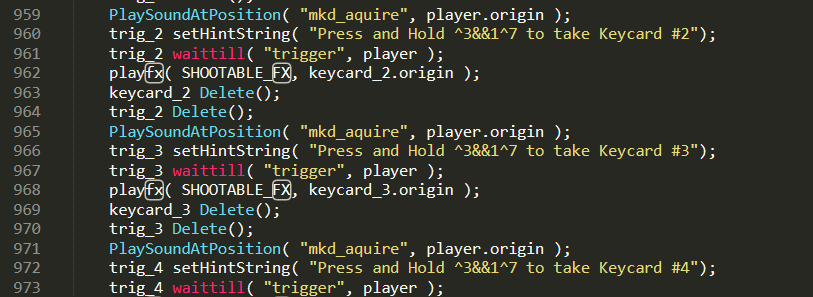 959 PlaySoundAtPosition( "mkd_aquire", player.origin );
960 trig_2 setHintString( "Press and Hold ^3&&1^7 to take Keycard #2");
961 trig_2 waittill( "trigger", player );
962 playfx( SHOOTABLE_FX, keycard_2.origin );
963 keycard_2 Delete();
964 trig_2 Delete();
965 PlaySoundAtPosition( "mkd_aquire", player.origin );
966 trig_3 setHintString( "Press and Hold ^3&&1^7 to take Keycard #3");
967 trig_3 waittill( "trigger", player );
968 playfx( SHOOTABLE_FX, keycard_3.origin );
969 keycard_3 Delete();
970 trig_3 Delete();
971 PlaySoundAtPosition( "mkd_aquire", player.origin );
972 trig_4 setHintString( "Press and Hold ^3&&1^7 to take Keycard #4");
973 trig_4 waittill( "trigger", player );